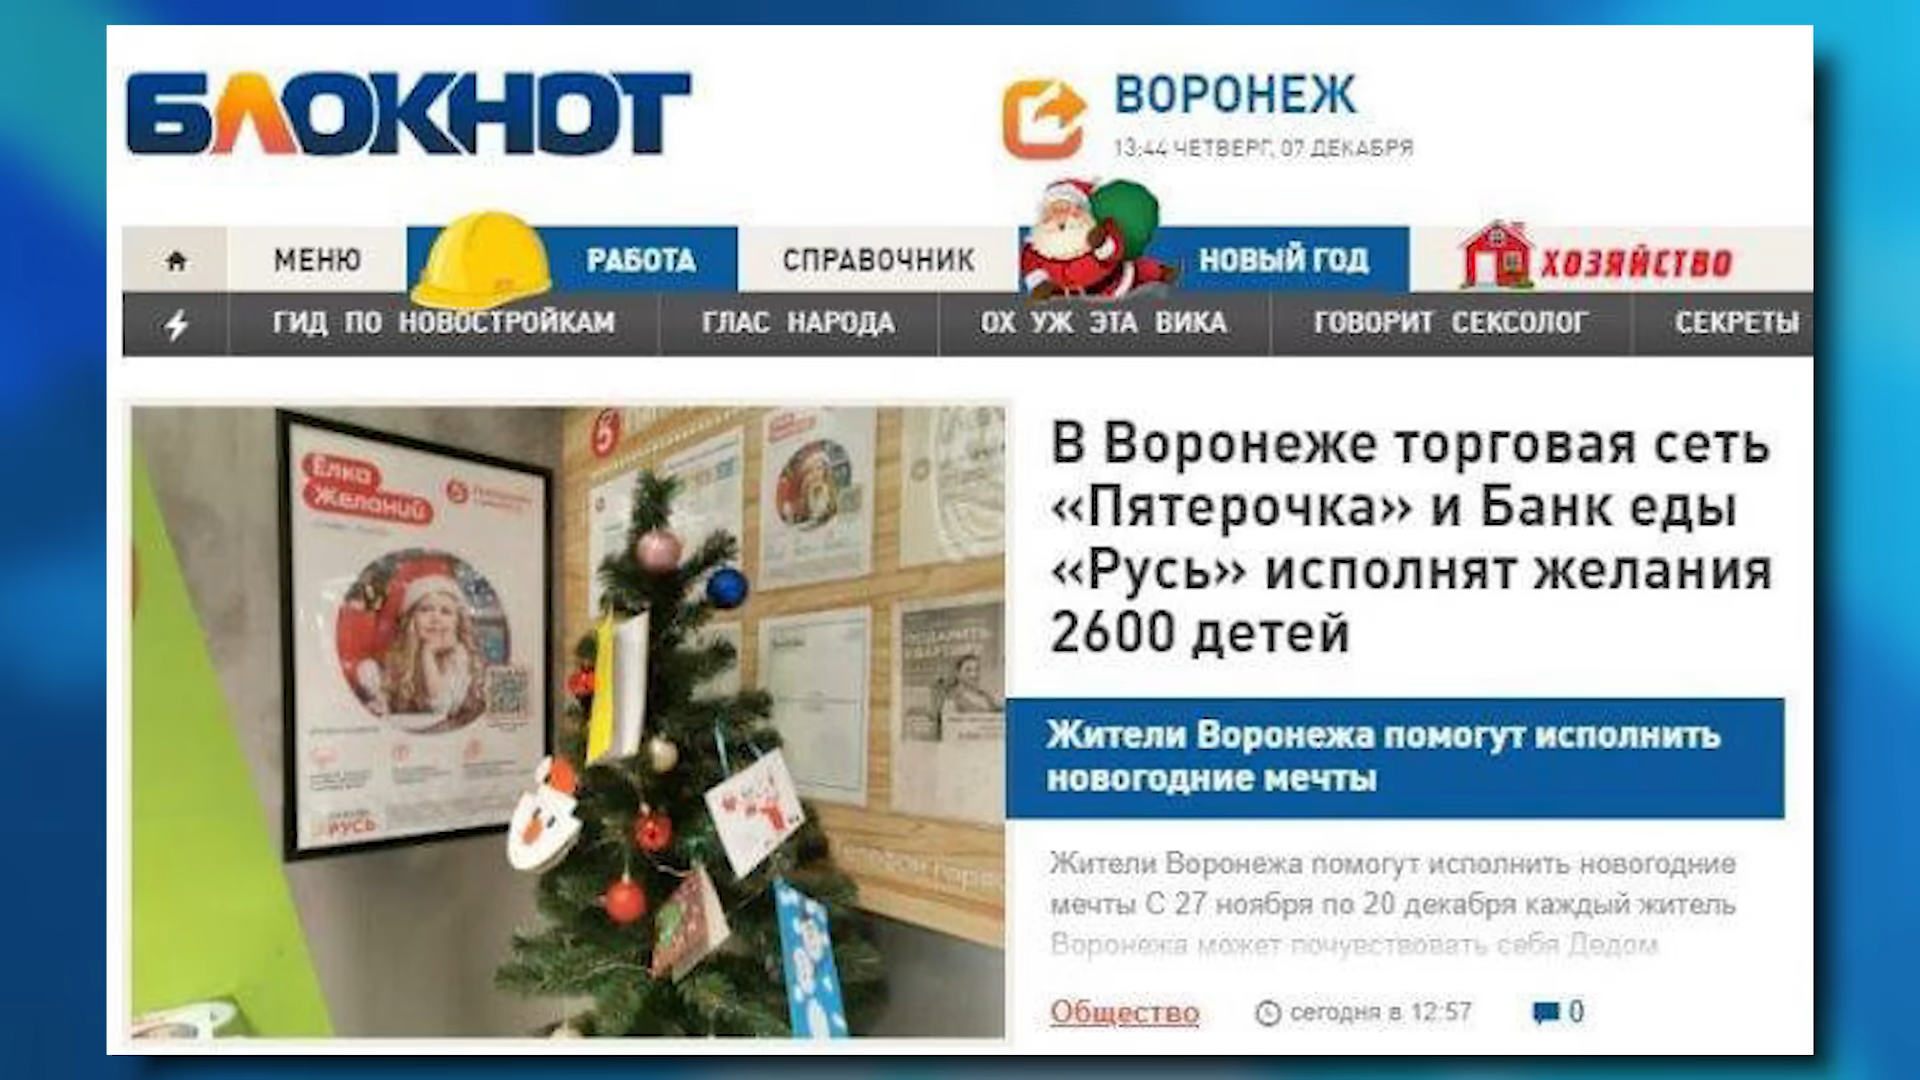 БЛОКНОТ
ВОРОНЕЖ
13:44 ЧЕТВЕРГ, 07 ДЕКАБРЯ
МЕНЮ
РАБОТА
СПРАВОЧНИК
НОВЫЙ ГОД
ХОЗЯЙСТВО
ГИД ПО НОВОСТРОЙКАМ
ГЛАС НАРОДА
ОХ УЖ ЭТА ВИКА
ГОВОРИТ СЕКСОЛОГ
СЕКРЕТЫ
Ёлка
Желаний
РУСЬ
5
В Воронеже торговая сеть
«Пятерочка» и Банк еды
«Русь» исполнят желания
2600 детей
Жители Воронежа помогут исполнить
новогодние мечты
Жители Воронежа помогут исполнить новогодние
мечты С 27 ноября по 20 декабря каждый житель
Воронежа может почувствовать себя Дедом
Общество
сегодня в 12:57
0